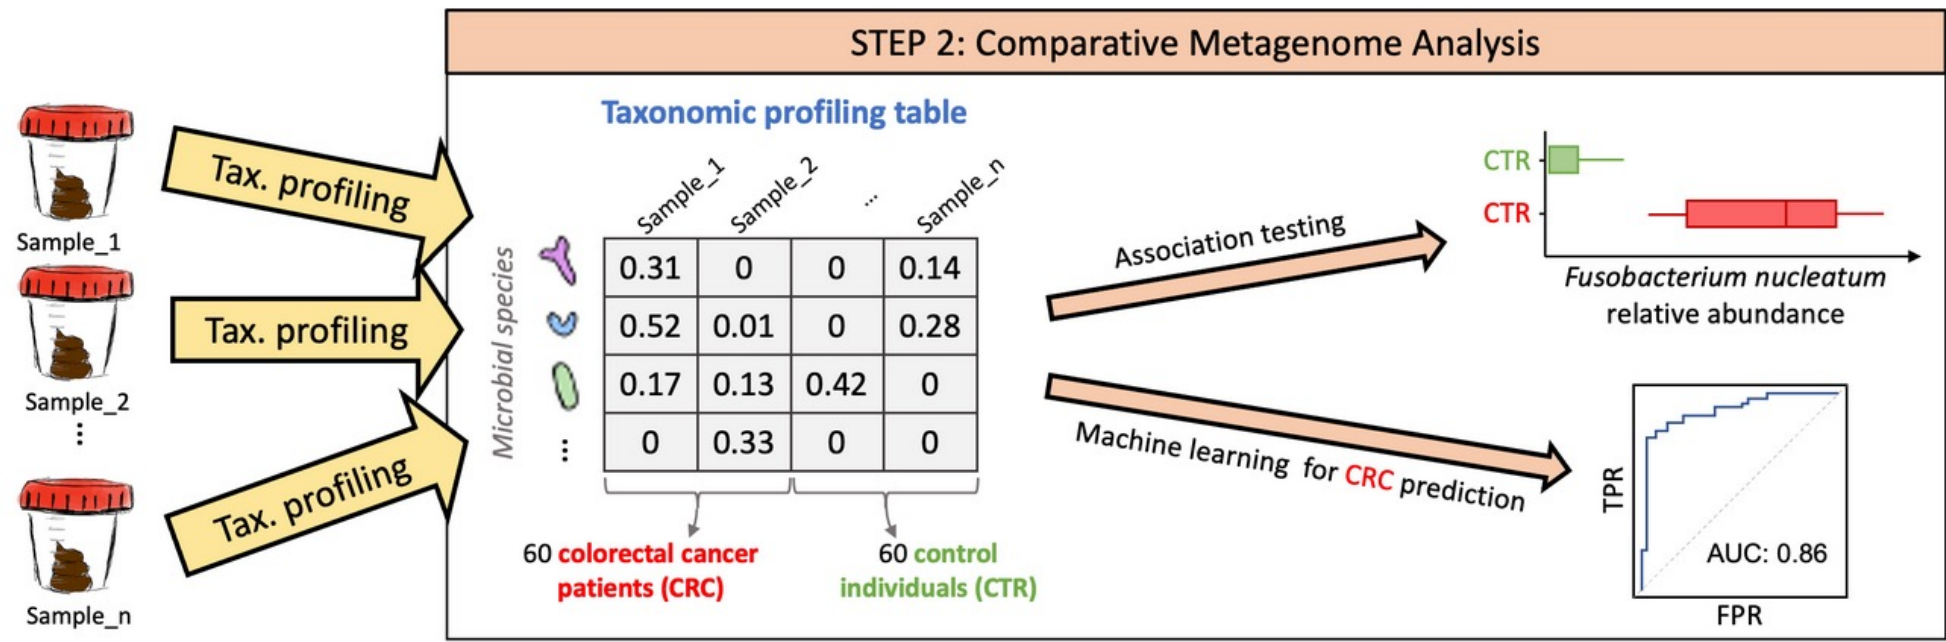 STEP 2: Comparative Metagenome Analysis
Sample_1
Sample_2
...
Sample_n
Tax. profiling
Tax. profiling
Tax. profiling
Taxonomic profiling table
Sample_1 Sample_2 ... Sample_n
Microbial species
0.31 0 0 0.14
0.52 0.01 0 0.28
0.17 0.13 0.42 0
... 0 0.33 0 0
60 colorectal cancer
patients (CRC)
60 control
individuals (CTR)
Association testing
Machine learning for CRC prediction
CTR
CTR
Fusobacterium nucleatum
relative abundance
TPR
AUC: 0.86
FPR